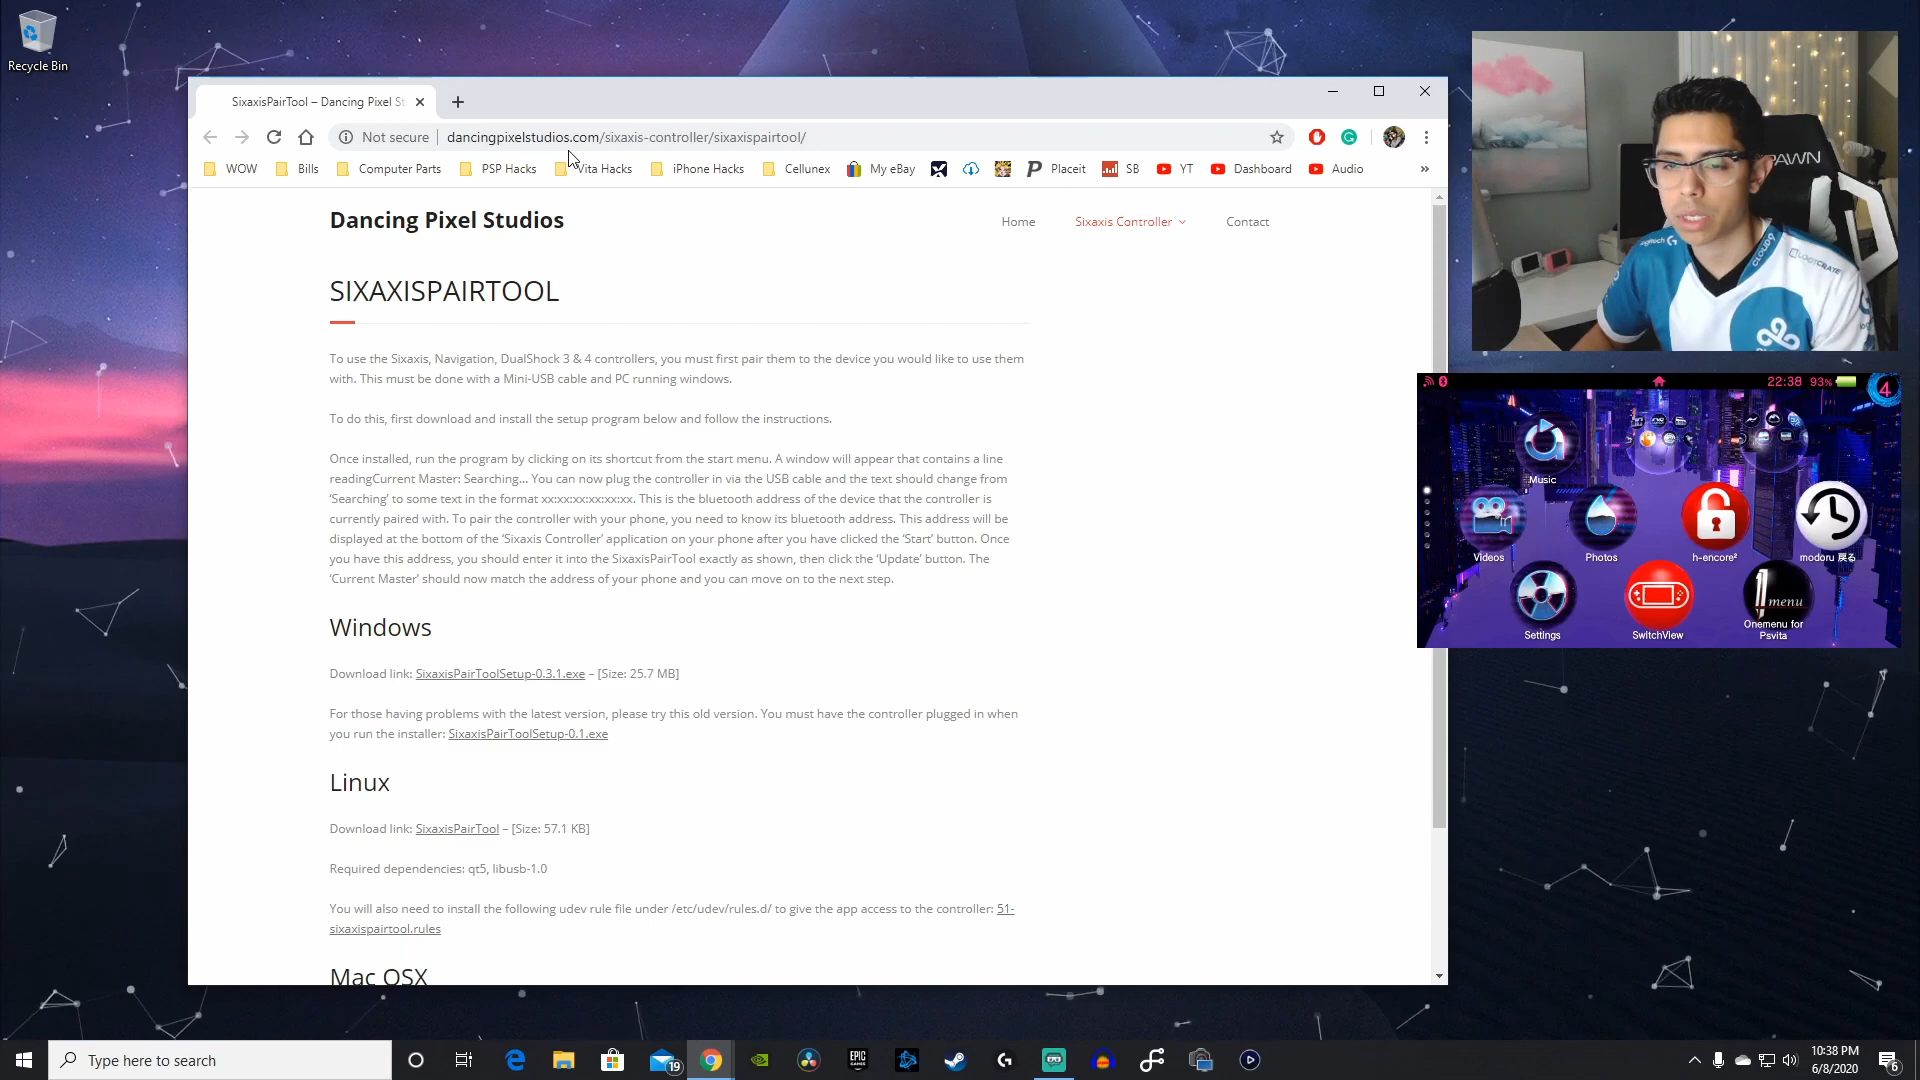 Recycle Bin
SixaxisPairTool – Dancing Pixel St
Not secure
dancingpixelstudios.com/sixaxis-controller/sixaxispairtool/
WOW
Bills
Computer Parts
PSP Hacks
Vita Hacks
iPhone Hacks
Cellunex
My eBay
Placeit
SB
YT
Dashboard
Audio
»
Dancing Pixel Studios
Home
Sixaxis Controller
Contact
SIXAXISPAIRTOOL
To use the Sixaxis, Navigation, DualShock 3 & 4 controllers, you must first pair them to the device you would like to use them
with. This must be done with a Mini-USB cable and PC running windows.
To do this, first download and install the setup program below and follow the instructions.
Once installed, run the program by clicking on its shortcut from the start menu. A window will appear that contains a line
readingCurrent Master: Searching... You can now plug the controller in via the USB cable and the text should change from
‘Searching’ to some text in the format xx:xx:xx:xx:xx:xx. This is the bluetooth address of the device that the controller is
currently paired with. To pair the controller with your phone, you need to know its bluetooth address. This address will be
displayed at the bottom of the ‘Sixaxis Controller’ application on your phone after you have clicked the ‘Start’ button. Once
you have this address, you should enter it into the SixaxisPairTool exactly as shown, then click the ‘Update’ button. The
‘Current Master’ should now match the address of your phone and you can move on to the next step.
Windows
Download link: SixaxisPairToolSetup-0.3.1.exe – [Size: 25.7 MB]
For those having problems with the latest version, please try this old version. You must have the controller plugged in when
you run the installer: SixaxisPairToolSetup-0.1.exe
Linux
Download link: SixaxisPairTool – [Size: 57.1 KB]
Required dependencies: qt5, libusb-1.0
You will also need to install the following udev rule file under /etc/udev/rules.d/ to give the app access to the controller: 51-
sixaxispairtool.rules
Mac OSX
PAWN
logitech G
CLOUD9
LOOTCRATE
22:38
93%
4
Music
Videos
Photos
h-encore²
modoru 戻る
Settings
SwitchView
menu
Onemenu for
Psvita
Type here to search
19
EPIC
GAMES
10:38 PM
6/8/2020
6